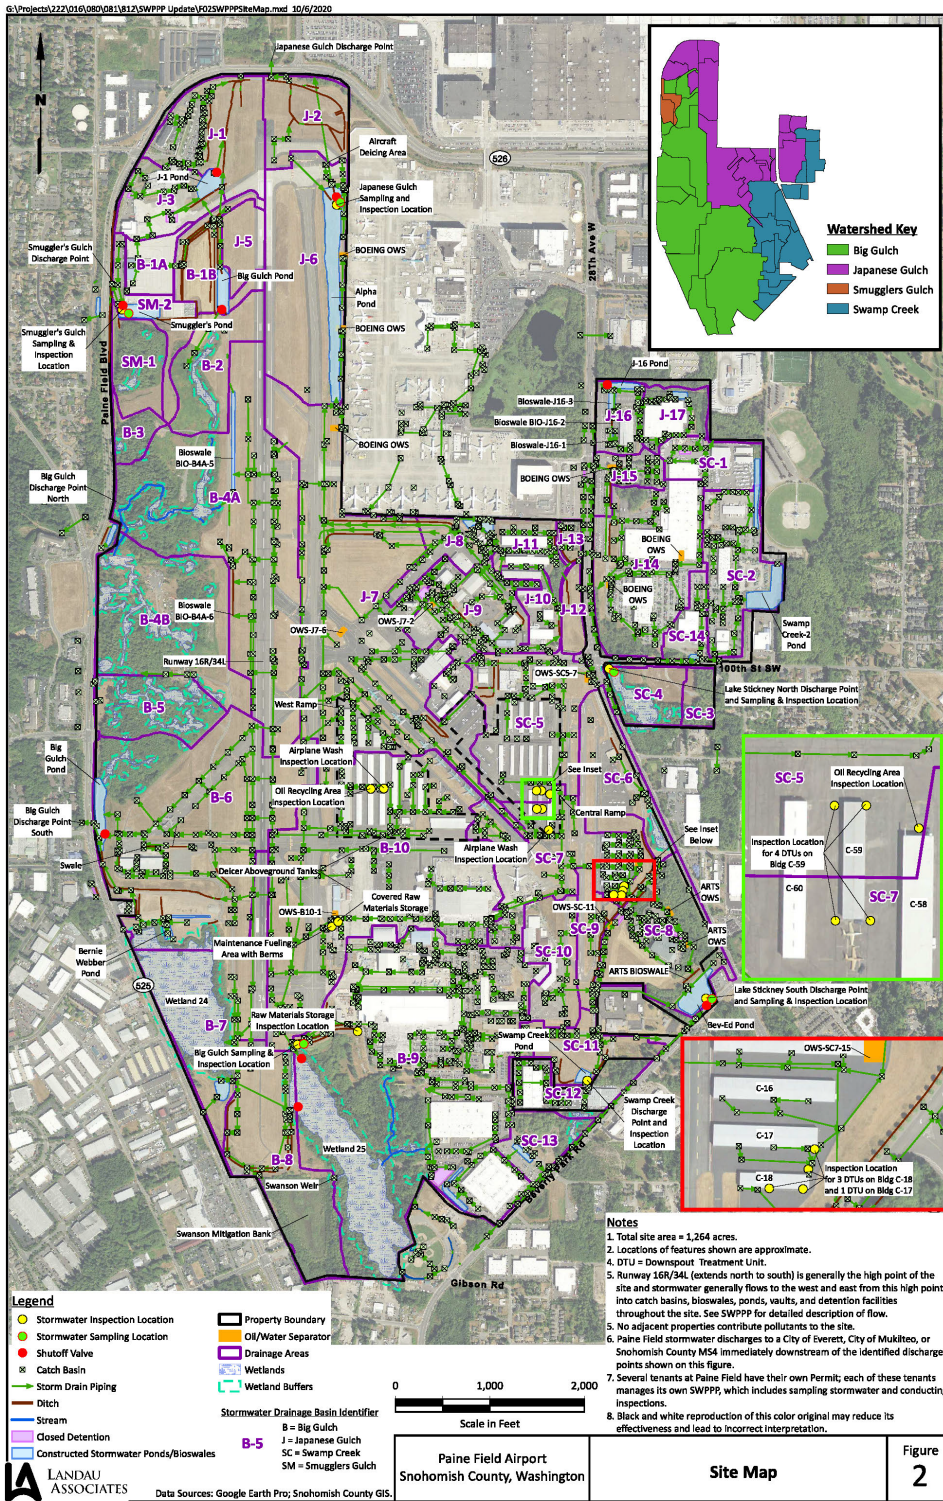 G:\Projects\222\016\080\081\812\SWPPP Update\F02SWPPPSiteMap.mxd 10/6/2020
Japanese Gulch Discharge Point
N
J-2
J-1
526
Aircraft
Deicing Area
J-1 Pond
J-3
Japanese Gulch
Sampling and
Inspection Location
Watershed Key
Big Gulch
Japanese Gulch
Smugglers Gulch
Swamp Creek
28th Ave W
Smuggler's Gulch
Discharge Point
J-5
J-6
BOEING OWS
B-1A
B-1B
Big Gulch Pond
SM-2
Alpha
Pond
Smuggler's Pond
BOEING OWS
Smuggler's Gulch
Sampling &
Inspection
Location
Paine Field Blvd
SM-1
B-2
J-16 Pond
Bioswale-J16-3
J-16
J-17
Bioswale BIO-J16-2
B-3
BOEING OWS
Bioswale-J16-1
Bioswale
BIO-B4A-5
SC-1
J-15
BOEING OWS
Big Gulch
Discharge Point
North
B-4A
J-8
J-11
J-13
BOEING
OWS
J-14
SC-2
J-7
J-9
J-10
J-12
BOEING
OWS
Bioswale
BIO-B4A-6
B-4B
OWS-J7-2
OWS-J7-6
SC-14
Swamp
Creek-2
Pond
Runway 16R/34L
100th St SW
OWS-SC5-7
SC-4
SC-3
Lake Stickney North Discharge Point
and Sampling & Inspection Location
West Ramp
B-5
SC-5
Big
Gulch
Pond
Airplane Wash
Inspection Location
See Inset
SC-6
B-6
Oil Recycling Area
Inspection Location
Big Gulch
Discharge Point
South
Central Ramp
Airplane Wash
Inspection Location
See Inset
Below
B-10
SC-7
Swale
Deicer Aboveground Tanks
SC-5
Oil Recycling Area
Inspection Location
Inspection Location
for 4 DTUs on
Bldg C-59
C-59
C-60
SC-7
C-58
ARTS
OWS
Covered Raw
Materials Storage
OWS-B10-1
OWS-SC-11
SC-9
SC-8
ARTS
OWS
Maintenance Fueling
Area with Berms
Bernie
Webber
Pond
SC-10
ARTS BIOSWALE
525
Wetland 24
Lake Stickney South Discharge Point
and Sampling & Inspection Location
B-7
Raw Materials Storage
Inspection Location
Bev-Ed Pond
Swamp Creek
Pond
SC-11
Big Gulch Sampling &
Inspection Location
B-9
SC-12
Swamp Creek
Discharge
Point and
Inspection
Location
OWS-SC7-15
C-16
C-17
C-18
Inspection Location
for 3 DTUs on Bldg C-18
and 1 DTU on Bldg C-17
SC-13
Wetland 25
B-8
Beverly Park Rd
Swanson Weir
Swanson Mitigation Bank
Gibson Rd
Notes
1. Total site area = 1,264 acres.
2. Locations of features shown are approximate.
4. DTU = Downspout Treatment Unit.
5. Runway 16R/34L (extends north to south) is generally the high point of the
site and stormwater generally flows to the west and east from this high point
into catch basins, bioswales, ponds, vaults, and detention facilities
throughout the site. See SWPPP for detailed description of flow.
5. No adjacent properties contribute pollutants to the site.
6. Paine Field stormwater discharges to a City of Everett, City of Mukilteo, or
Snohomish County MS4 immediately downstream of the identified discharge
points shown on this figure.
7. Several tenants at Paine Field have their own Permit; each of these tenants
manages its own SWPPP, which includes sampling stormwater and conducting
inspections.
8. Black and white reproduction of this color original may reduce its
effectiveness and lead to incorrect interpretation.
Legend
Stormwater Inspection Location
Stormwater Sampling Location
Shutoff Valve
Catch Basin
Storm Drain Piping
Ditch
Stream
Closed Detention
Constructed Stormwater Ponds/Bioswales
Property Boundary
Oil/Water Separator
Drainage Areas
Wetlands
Wetland Buffers
Stormwater Drainage Basin Identifier
B-5
B = Big Gulch
J = Japanese Gulch
SC = Swamp Creek
SM = Smugglers Gulch
0 1,000 2,000
Scale in Feet
LANDAU
ASSOCIATES
Data Sources: Google Earth Pro; Snohomish County GIS.
Paine Field Airport
Snohomish County, Washington
Site Map
Figure
2